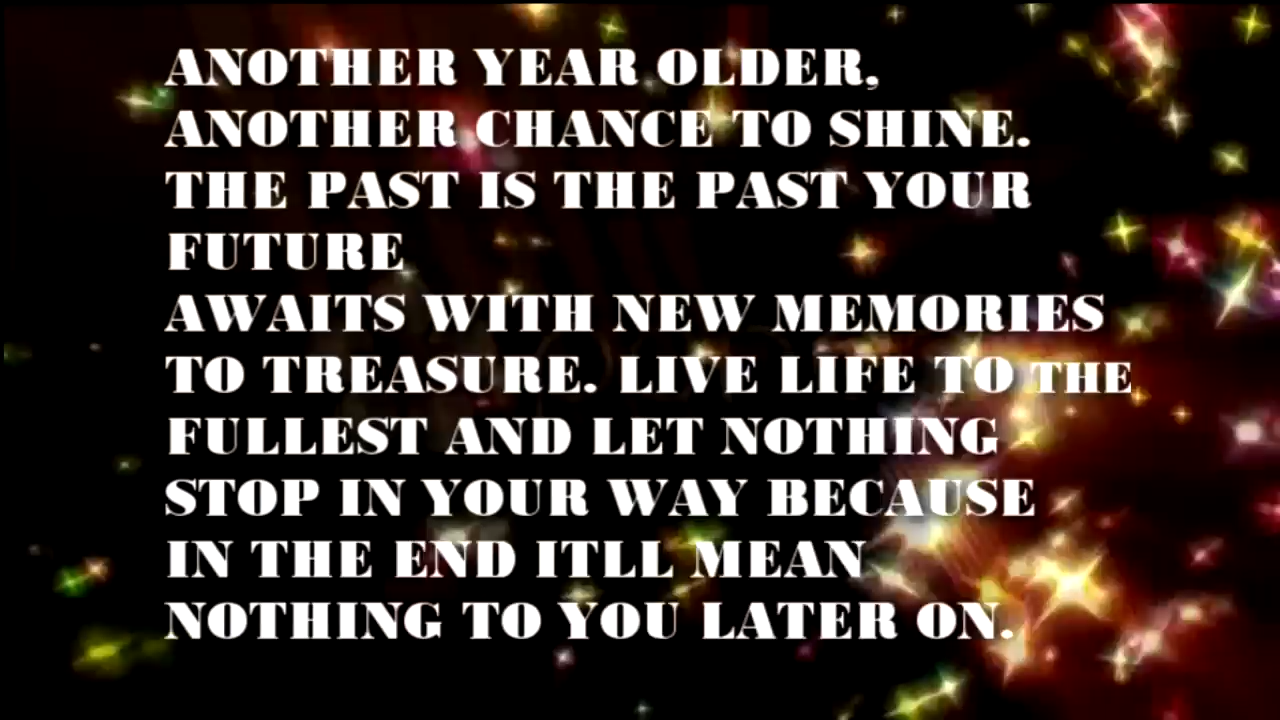 ANOTHER YEAR OLDER,
ANOTHER CHANCE TO SHINE.
THE PAST IS THE PAST YOUR
FUTURE
AWAITS WITH NEW MEMORIES
TO TREASURE. LIVE LIFE TO THE
FULLEST AND LET NOTHING
STOP IN YOUR WAY BECAUSE
IN THE END ITLL MEAN
NOTHING TO YOU LATER ON.